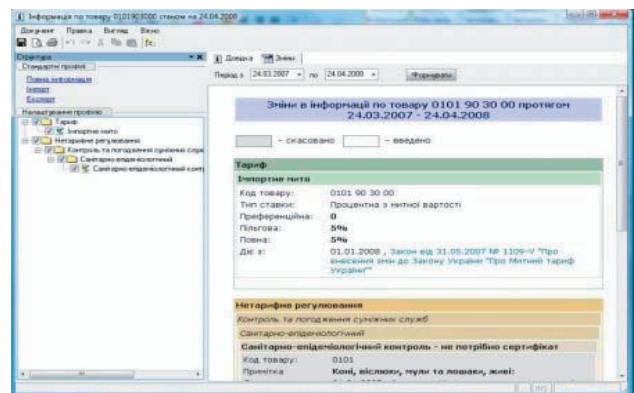 Інформація по товару 0101903000 станом на 24.04.2008
Документ Правка Вигляд Вікно
Структура
Стандартні профілі
Повна інформація
Імпорт
Експорт
Налаштування профілю
Тариф
Імпортне мито
Нетарифне регулювання
Контроль та погодження суміжних служ
Санітарно-епідеміологічний
Санітарно-епідеміологічний конт
Довідка Зміни
Період з 24.03.2007 по 24.04.2008 Формувати
Зміни в інформації по товару 0101 90 30 00 протягом
24.03.2007 - 24.04.2008
- скасовано - введено
Тариф
Імпортне мито
Код товару: 0101 90 30 00
Тип ставки: Процентна з митної вартості
Преференційна: 0
Пільгова: 5%
Повна: 5%
Діє з: 01.01.2008 , Закон від 31.05.2007 № 1109-V "Про
внесення змін до Закону України "Про Митний тариф
України""
Нетарифне регулювання
Контроль та погодження суміжних служб
Санітарно-епідеміологічний
Санітарно-епідеміологічний контроль - не потрібно сертифікат
Код товару: 0101
Примітка Коні, віслюки, мули та лошаки, живі:
INS